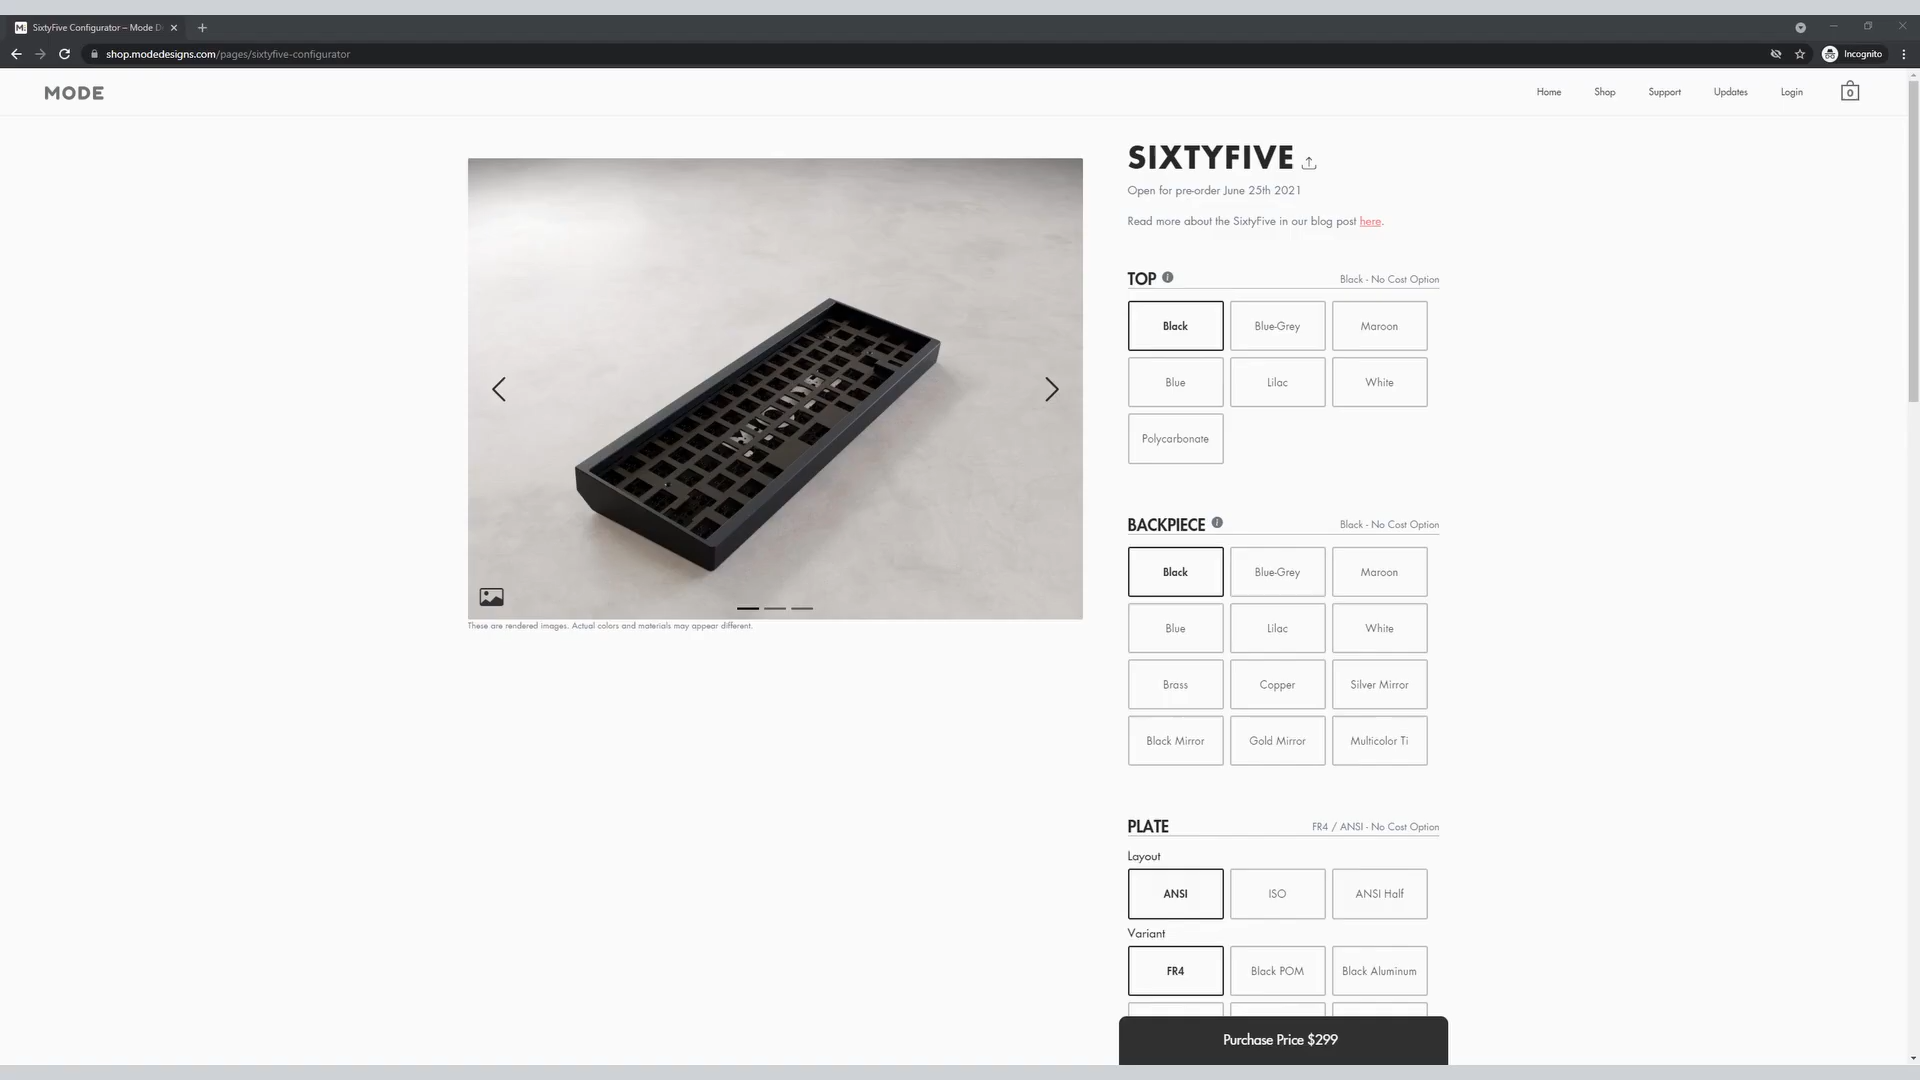 M:
SixtyFive Configurator – Mode D
shop.modedesigns.com/pages/sixtyfive-configurator
Incognito
MODE
Home Shop Support Updates Login 0
SIXTYFIVE
Open for pre-order June 25th 2021
Read more about the SixtyFive in our blog post here.
TOP i Black - No Cost Option
Black Blue-Grey Maroon
Blue Lilac White
Polycarbonate
These are rendered images. Actual colors and materials may appear different.
BACKPIECE i Black - No Cost Option
Black Blue-Grey Maroon
Blue Lilac White
Brass Copper Silver Mirror
Black Mirror Gold Mirror Multicolor Ti
PLATE FR4 / ANSI - No Cost Option
Layout
ANSI ISO ANSI Half
Variant
FR4 Black POM Black Aluminum
Purchase Price $299